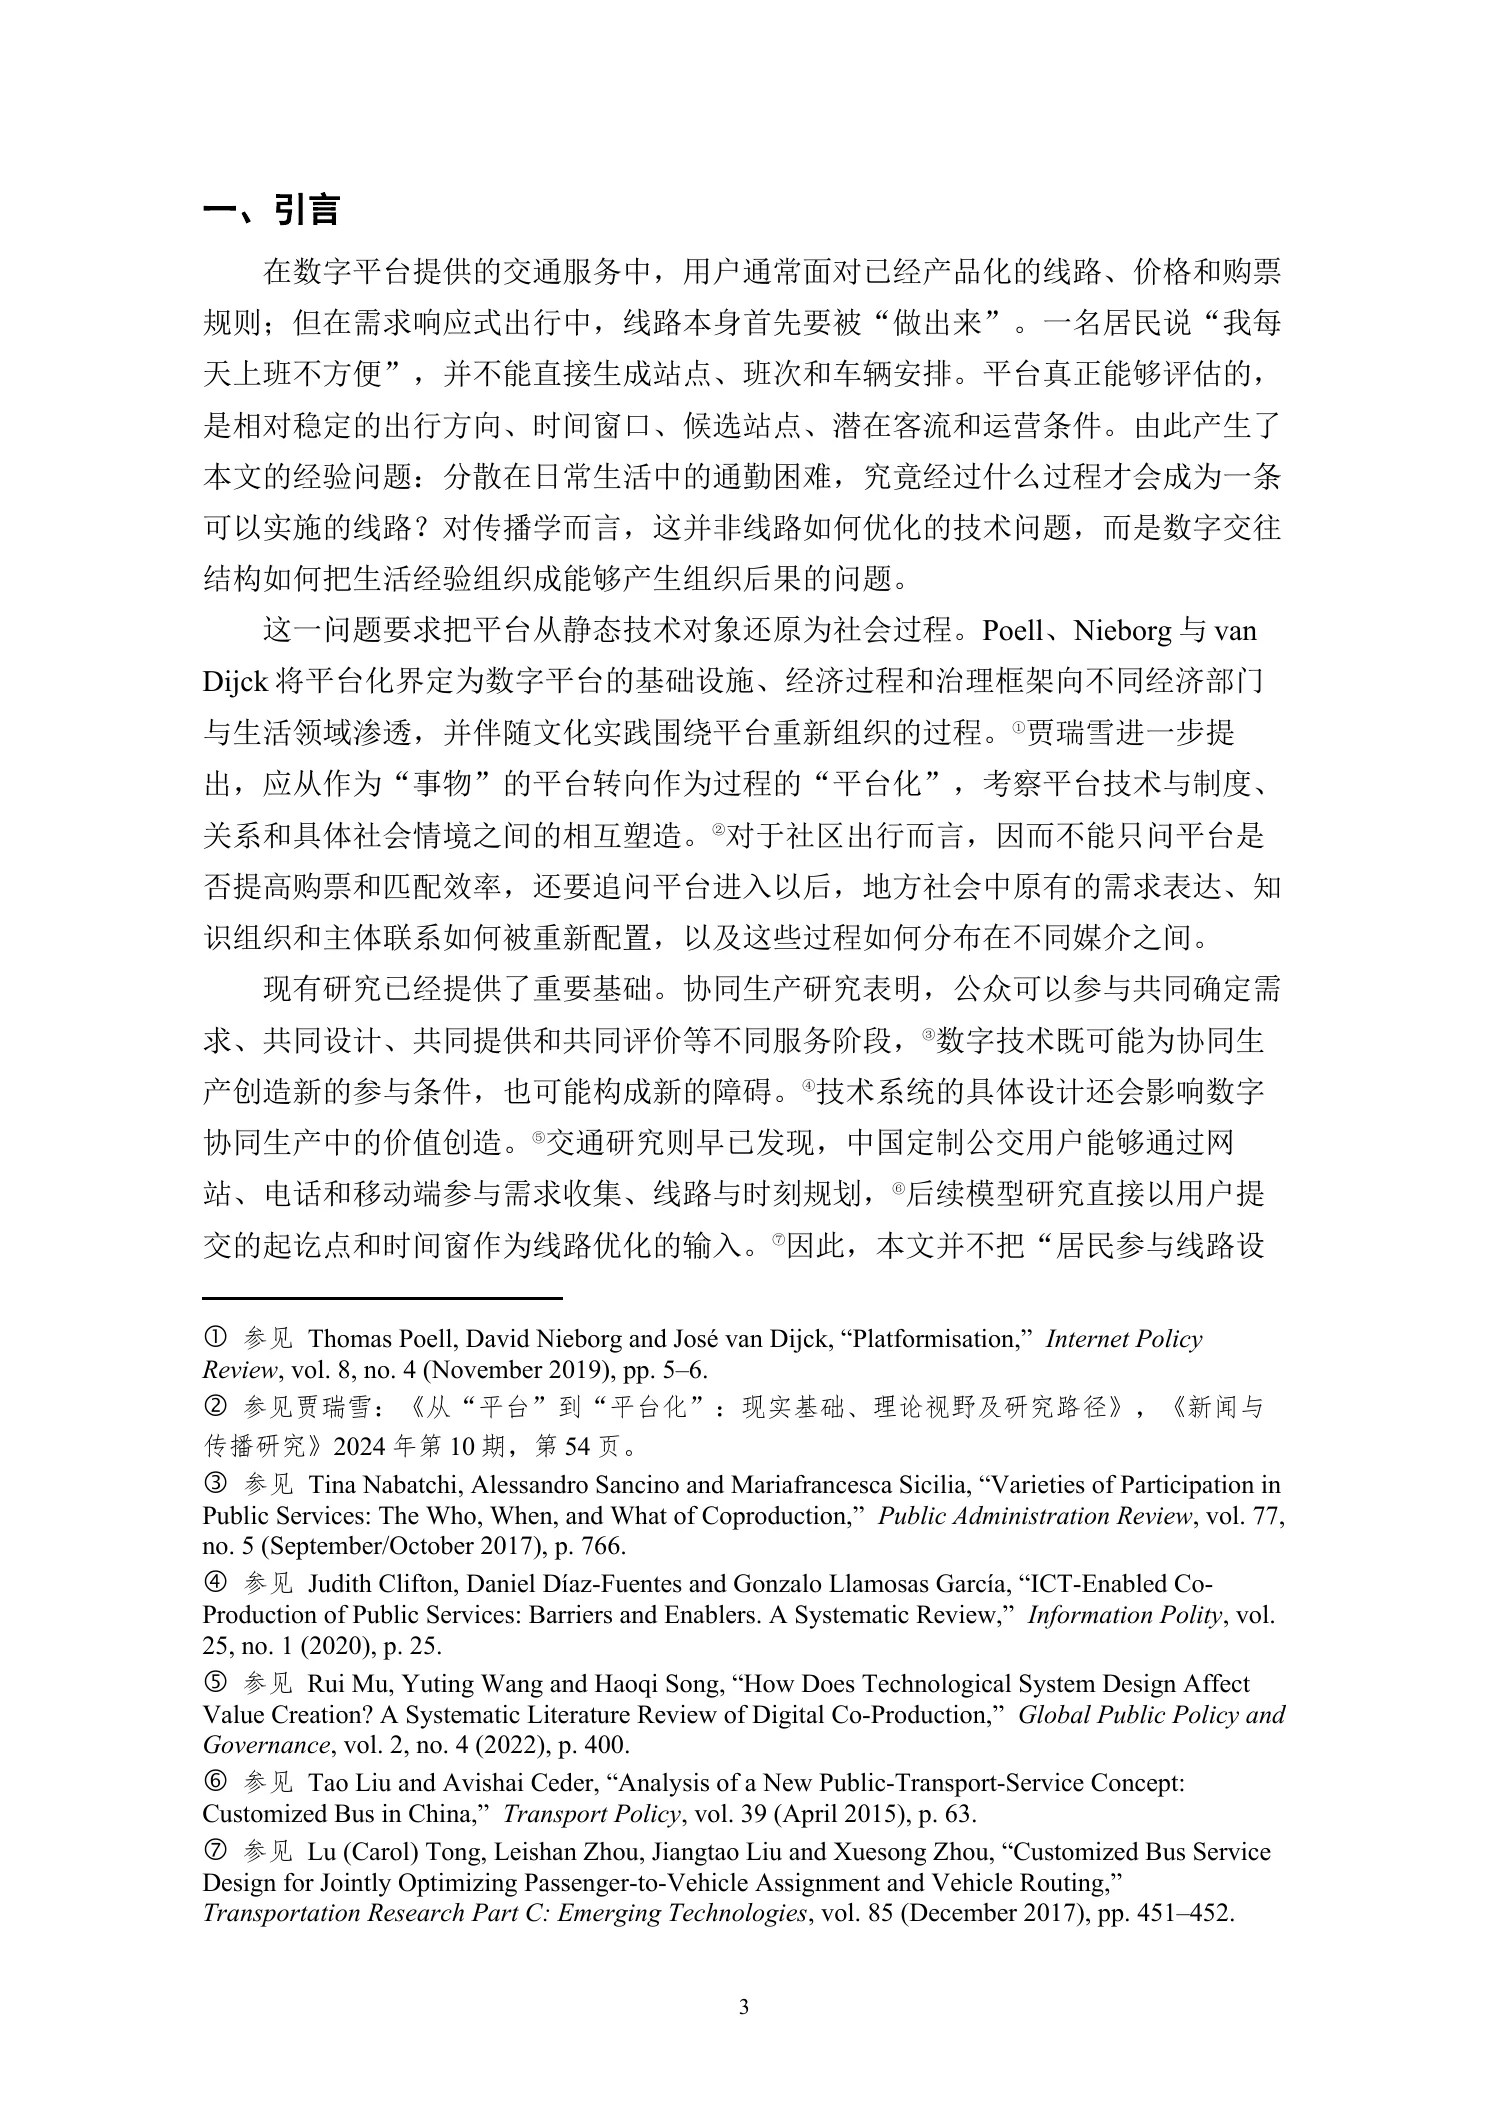 一、引言
在数字平台提供的交通服务中，用户通常面对已经产品化的线路、价格和购票
规则；但在需求响应式出行中，线路本身首先要被“做出来”。一名居民说“我每
天上班不方便”，并不能直接生成站点、班次和车辆安排。平台真正能够评估的，
是相对稳定的出行方向、时间窗口、候选站点、潜在客流和运营条件。由此产生了
本文的经验问题：分散在日常生活中的通勤困难，究竟经过什么过程才会成为一条
可以实施的线路？对传播学而言，这并非线路如何优化的技术问题，而是数字交往
结构如何把生活经验组织成能够产生组织后果的问题。
这一问题要求把平台从静态技术对象还原为社会过程。Poell、Nieborg 与 van
Dijck 将平台化界定为数字平台的基础设施、经济过程和治理框架向不同经济部门
与生活领域渗透，并伴随文化实践围绕平台重新组织的过程。①贾瑞雪进一步提
出，应从作为“事物”的平台转向作为过程的“平台化”，考察平台技术与制度、
关系和具体社会情境之间的相互塑造。②对于社区出行而言，因而不能只问平台是
否提高购票和匹配效率，还要追问平台进入以后，地方社会中原有的需求表达、知
识组织和主体联系如何被重新配置，以及这些过程如何分布在不同媒介之间。
现有研究已经提供了重要基础。协同生产研究表明，公众可以参与共同确定需
求、共同设计、共同提供和共同评价等不同服务阶段，③数字技术既可能为协同生
产创造新的参与条件，也可能构成新的障碍。④技术系统的具体设计还会影响数字
协同生产中的价值创造。⑤交通研究则早已发现，中国定制公交用户能够通过网
站、电话和移动端参与需求收集、线路与时刻规划，⑥后续模型研究直接以用户提
交的起讫点和时间窗作为线路优化的输入。⑦因此，本文并不把“居民参与线路设
① 参见 Thomas Poell, David Nieborg and José van Dijck, “Platformisation,” Internet Policy
Review, vol. 8, no. 4 (November 2019), pp. 5–6.
② 参见贾瑞雪：《从“平台”到“平台化”：现实基础、理论视野及研究路径》，《新闻与
传播研究》2024 年第 10 期，第 54 页。
③ 参见 Tina Nabatchi, Alessandro Sancino and Mariafrancesca Sicilia, “Varieties of Participation in
Public Services: The Who, When, and What of Coproduction,” Public Administration Review, vol. 77,
no. 5 (September/October 2017), p. 766.
④ 参见 Judith Clifton, Daniel Díaz-Fuentes and Gonzalo Llamosas García, “ICT-Enabled Co-
Production of Public Services: Barriers and Enablers. A Systematic Review,” Information Polity, vol.
25, no. 1 (2020), p. 25.
⑤ 参见 Rui Mu, Yuting Wang and Haoqi Song, “How Does Technological System Design Affect
Value Creation? A Systematic Literature Review of Digital Co-Production,” Global Public Policy and
Governance, vol. 2, no. 4 (2022), p. 400.
⑥ 参见 Tao Liu and Avishai Ceder, “Analysis of a New Public-Transport-Service Concept:
Customized Bus in China,” Transport Policy, vol. 39 (April 2015), p. 63.
⑦ 参见 Lu (Carol) Tong, Leishan Zhou, Jiangtao Liu and Xuesong Zhou, “Customized Bus Service
Design for Jointly Optimizing Passenger-to-Vehicle Assignment and Vehicle Routing,”
Transportation Research Part C: Emerging Technologies, vol. 85 (December 2017), pp. 451–452.
3